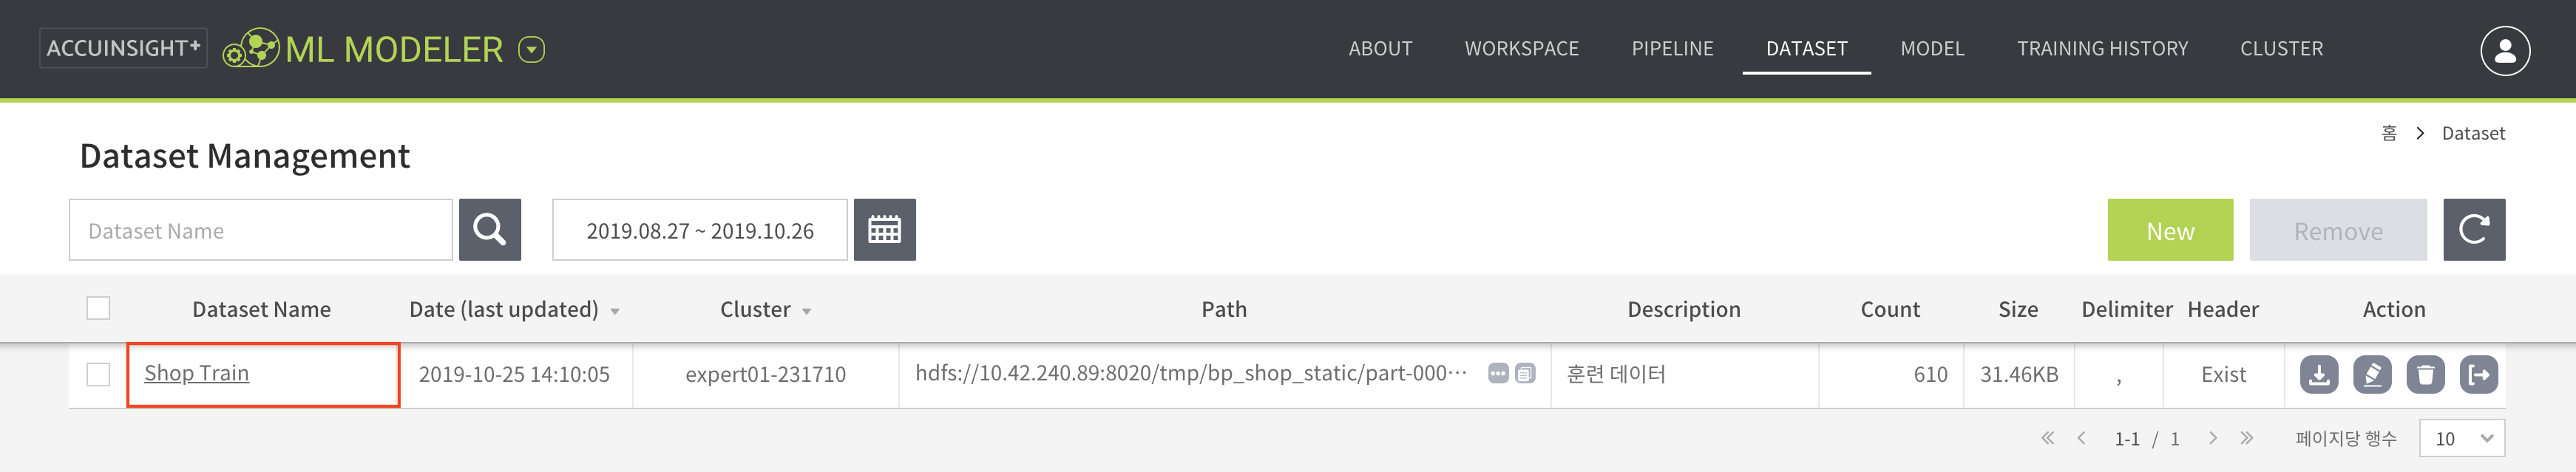 ACCUINSIGHT+ ML MODELER ABOUT WORKSPACE PIPELINE DATASET MODEL TRAINING HISTORY CLUSTER
홈 > Dataset
Dataset Management
Dataset Name 2019.08.27 ~ 2019.10.26 New Remove
Dataset Name Date (last updated) Cluster Path Description Count Size Delimiter Header Action
Shop Train 2019-10-25 14:10:05 expert01-231710 hdfs://10.42.240.89:8020/tmp/bp_shop_static/part-000··· 훈련 데이터 610 31.46KB , Exist
1-1 / 1 페이지당 행수 10